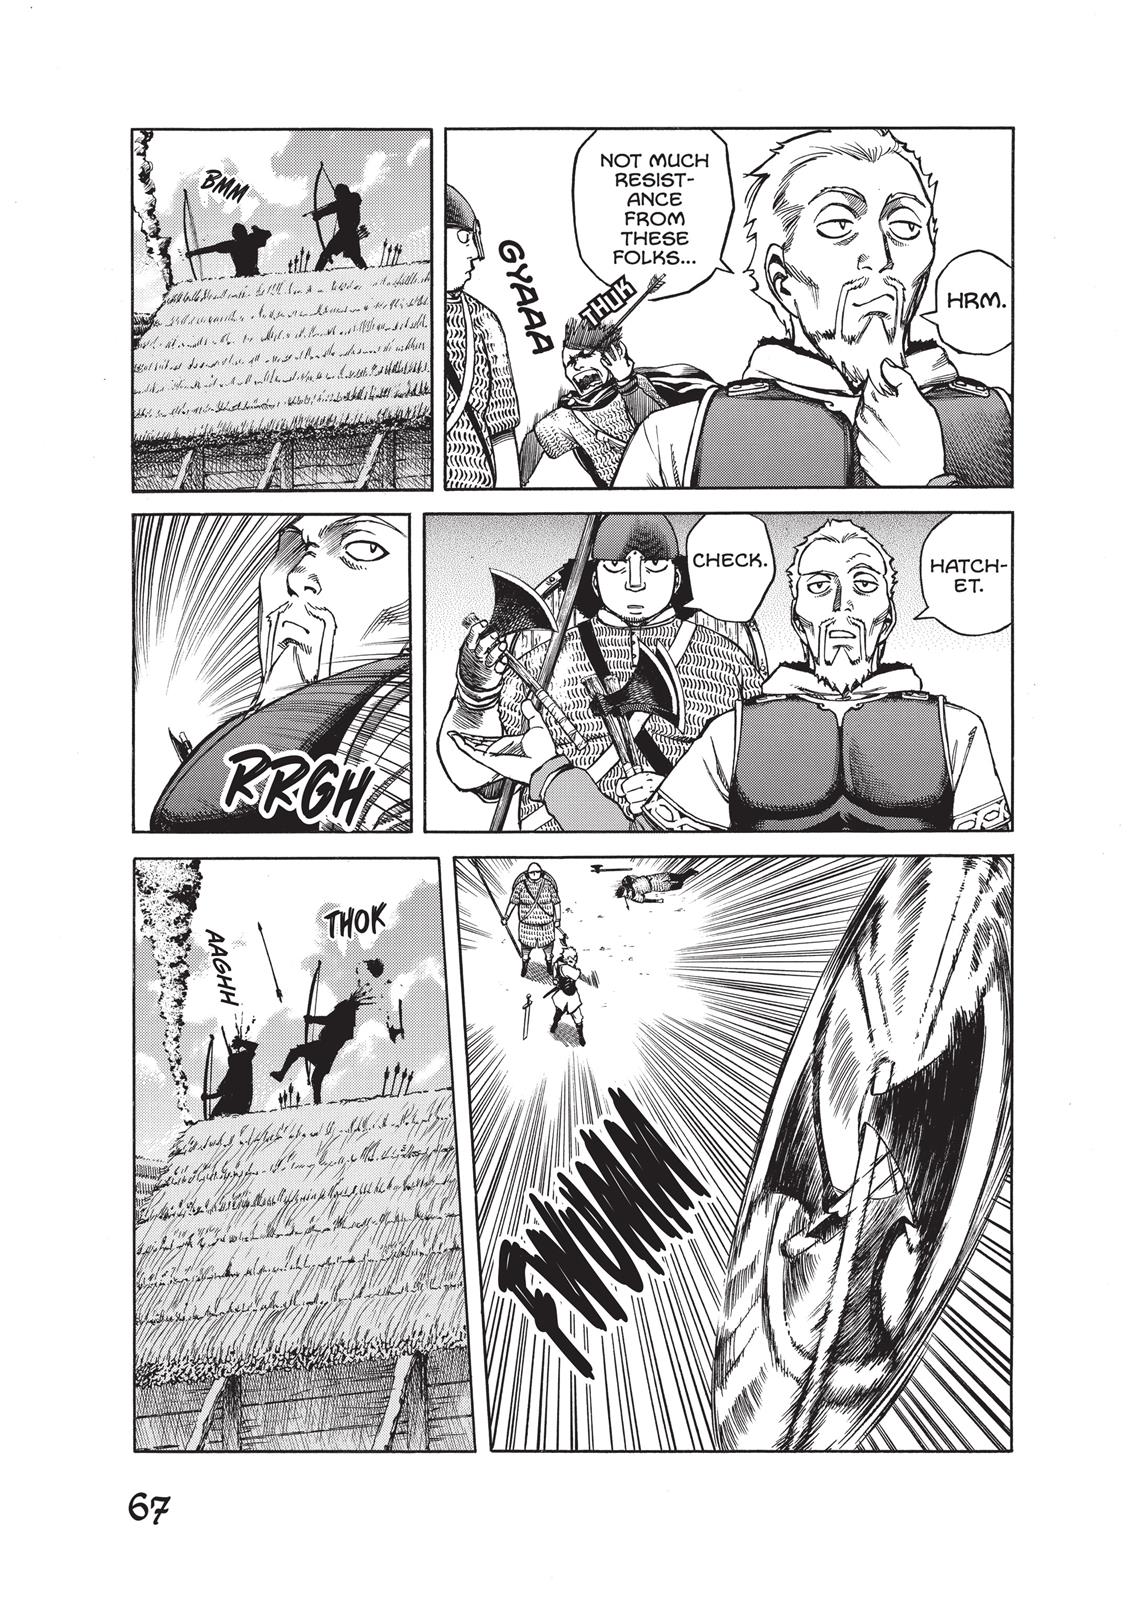 HRM.
NOT MUCH
RESIST-
ANCE
FROM
THESE
FOLKS...
THUK
GYAAA
BMM
HATCH-
ET.
CHECK.
RRGH
FWUMM
THOK
AAGHH
67